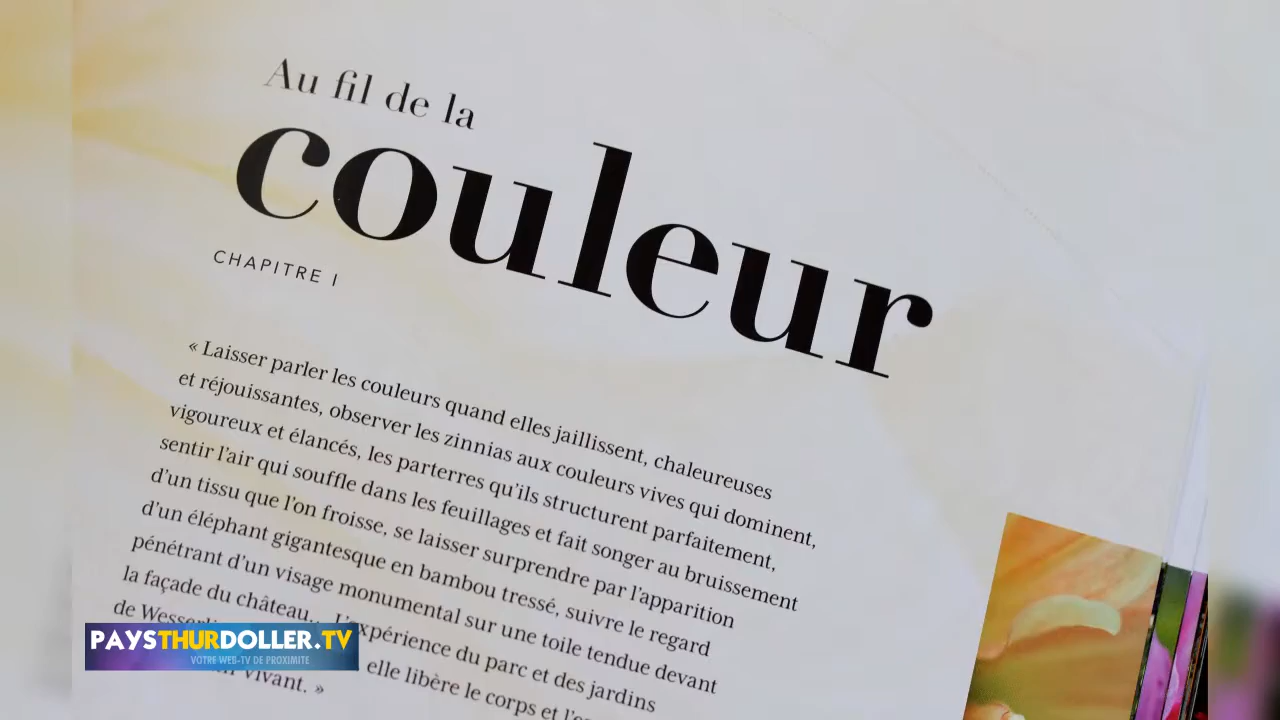 Au fil de la
couleur
CHAPITRE I
« Laisser parler les couleurs quand elles jaillissent, chaleureuses
et réjouissantes, observer les zinnias aux couleurs vives qui dominent,
vigoureux et élancés, les parterres qu’ils structurent parfaitement,
sentir l’air qui souffle dans les feuillages et fait songer au bruissement
d’un tissu que l’on froisse, se laisser surprendre par l’apparition
d’un éléphant gigantesque en bambou tressé, suivre le regard
pénétrant d’un visage monumental sur une toile tendue devant
la façade du château... L’expérience du parc et des jardins
de
elle libère le corps et
vivant. »
PAYSTHURDOLLER.TV
VOTRE WEB-TV DE PROXIMITE